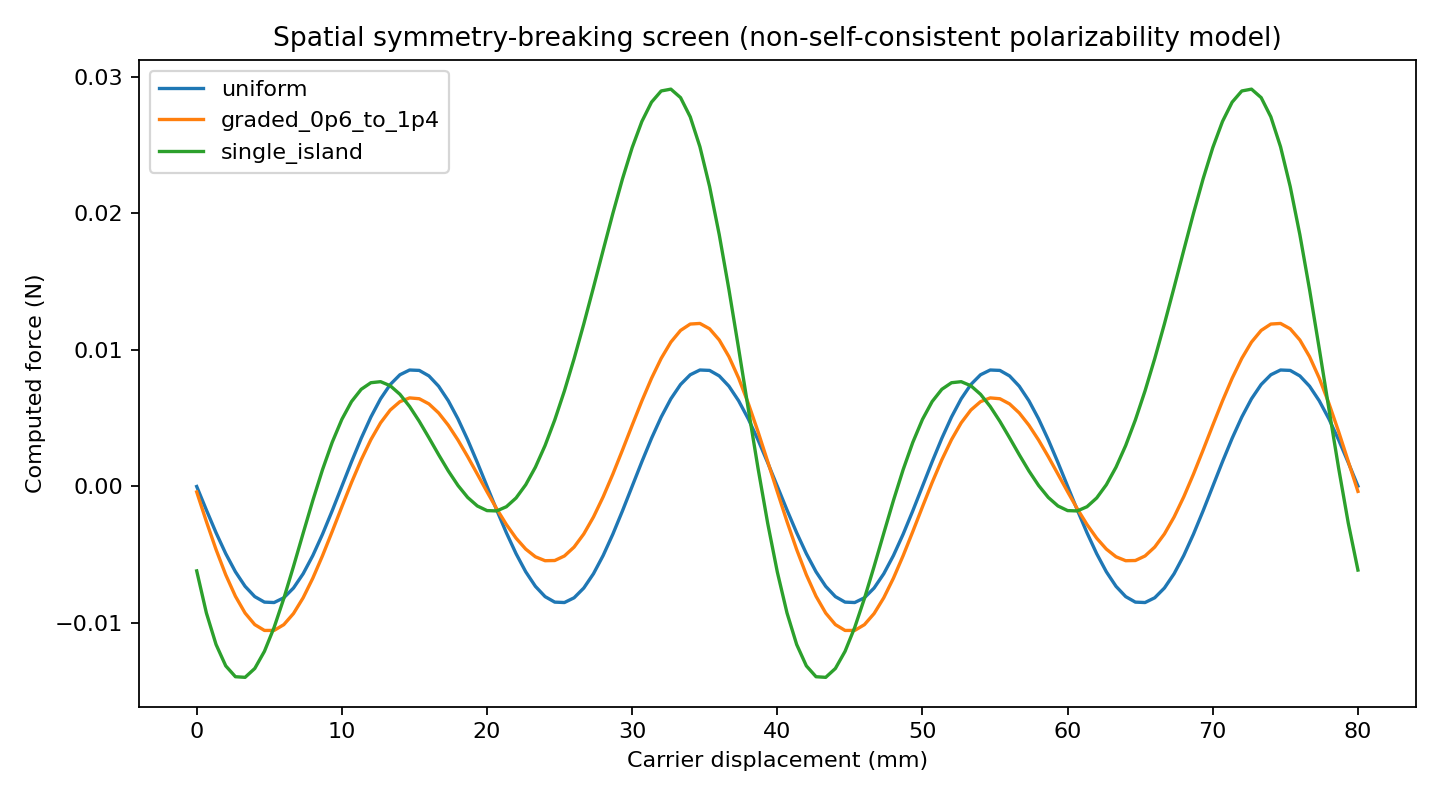 Spatial symmetry-breaking screen (non-self-consistent polarizability model)
uniform
graded_0p6_to_1p4
single_island
Computed force (N)
0.03
0.02
0.01
0.00
−0.01
0 10 20 30 40 50 60 70 80
Carrier displacement (mm)